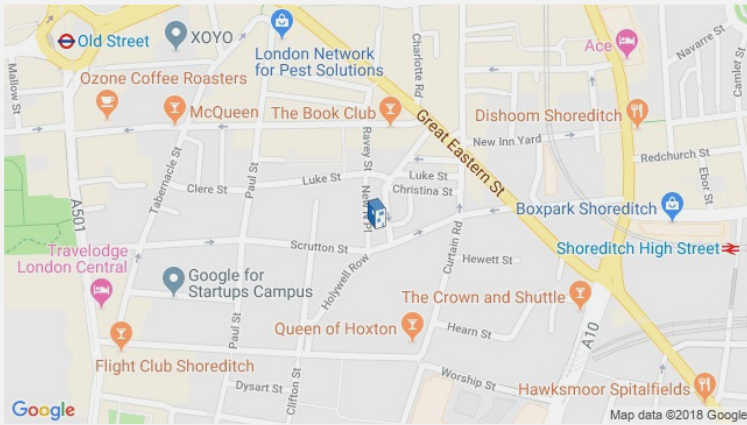 Old Street
XOYO
London Network
for Pest Solutions
Charlotte Rd
Ace
Navarre St
Camlet St
Mallow St
Ozone Coffee Roasters
McQueen
The Book Club
Great Eastern St
Dishoom Shoreditch
New Inn Yard
Redchurch St
Ebor St
Ravey St
Paul St
Tabernacle St
Luke St
Luke St
Clere St
Christina St
A501
Boxpark Shoreditch
Scrutton St
Curtain Rd
Shoreditch High Street
Travelodge
London Central
Google for
Startups Campus
Holywell Row
Hewett St
The Crown and Shuttle
Paul St
Queen of Hoxton
Hearn St
A10
Flight Club Shoreditch
Clifton St
Dysart St
Worship St
Hawksmoor Spitalfields
Google
Map data ©2018 Google